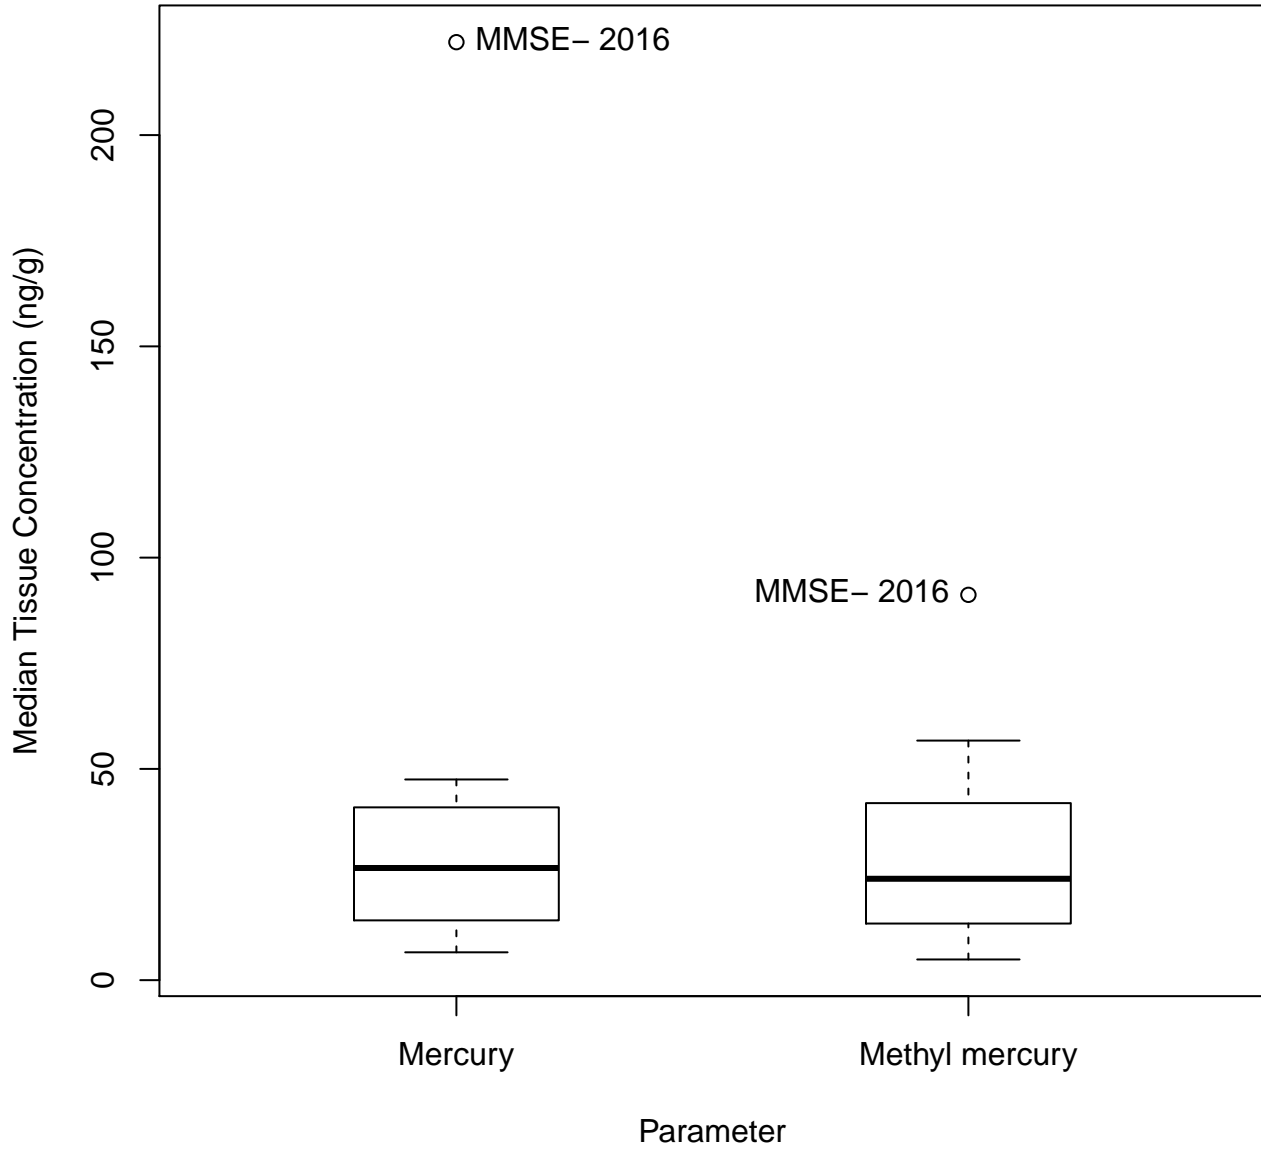 MMSE– 2016
200
150
100
50
0
Median Tissue Concentration (ng/g)
MMSE– 2016
Mercury
Methyl mercury
Parameter